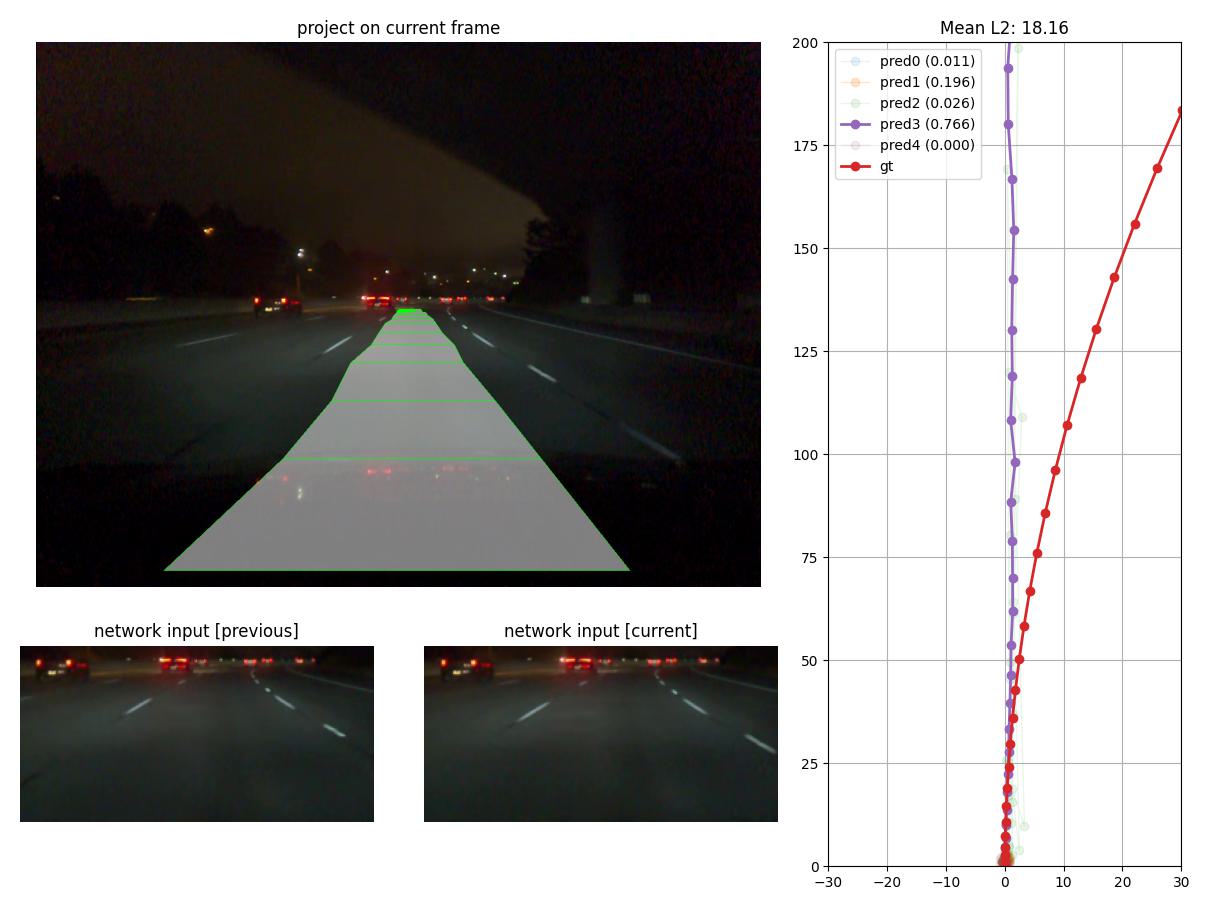 project on current frame
Mean L2: 18.16
200
175
150
125
100
75
50
25
0
−30
−20
−10
0
10
20
30
pred0 (0.011)
pred1 (0.196)
pred2 (0.026)
pred3 (0.766)
pred4 (0.000)
gt
network input [previous]
network input [current]